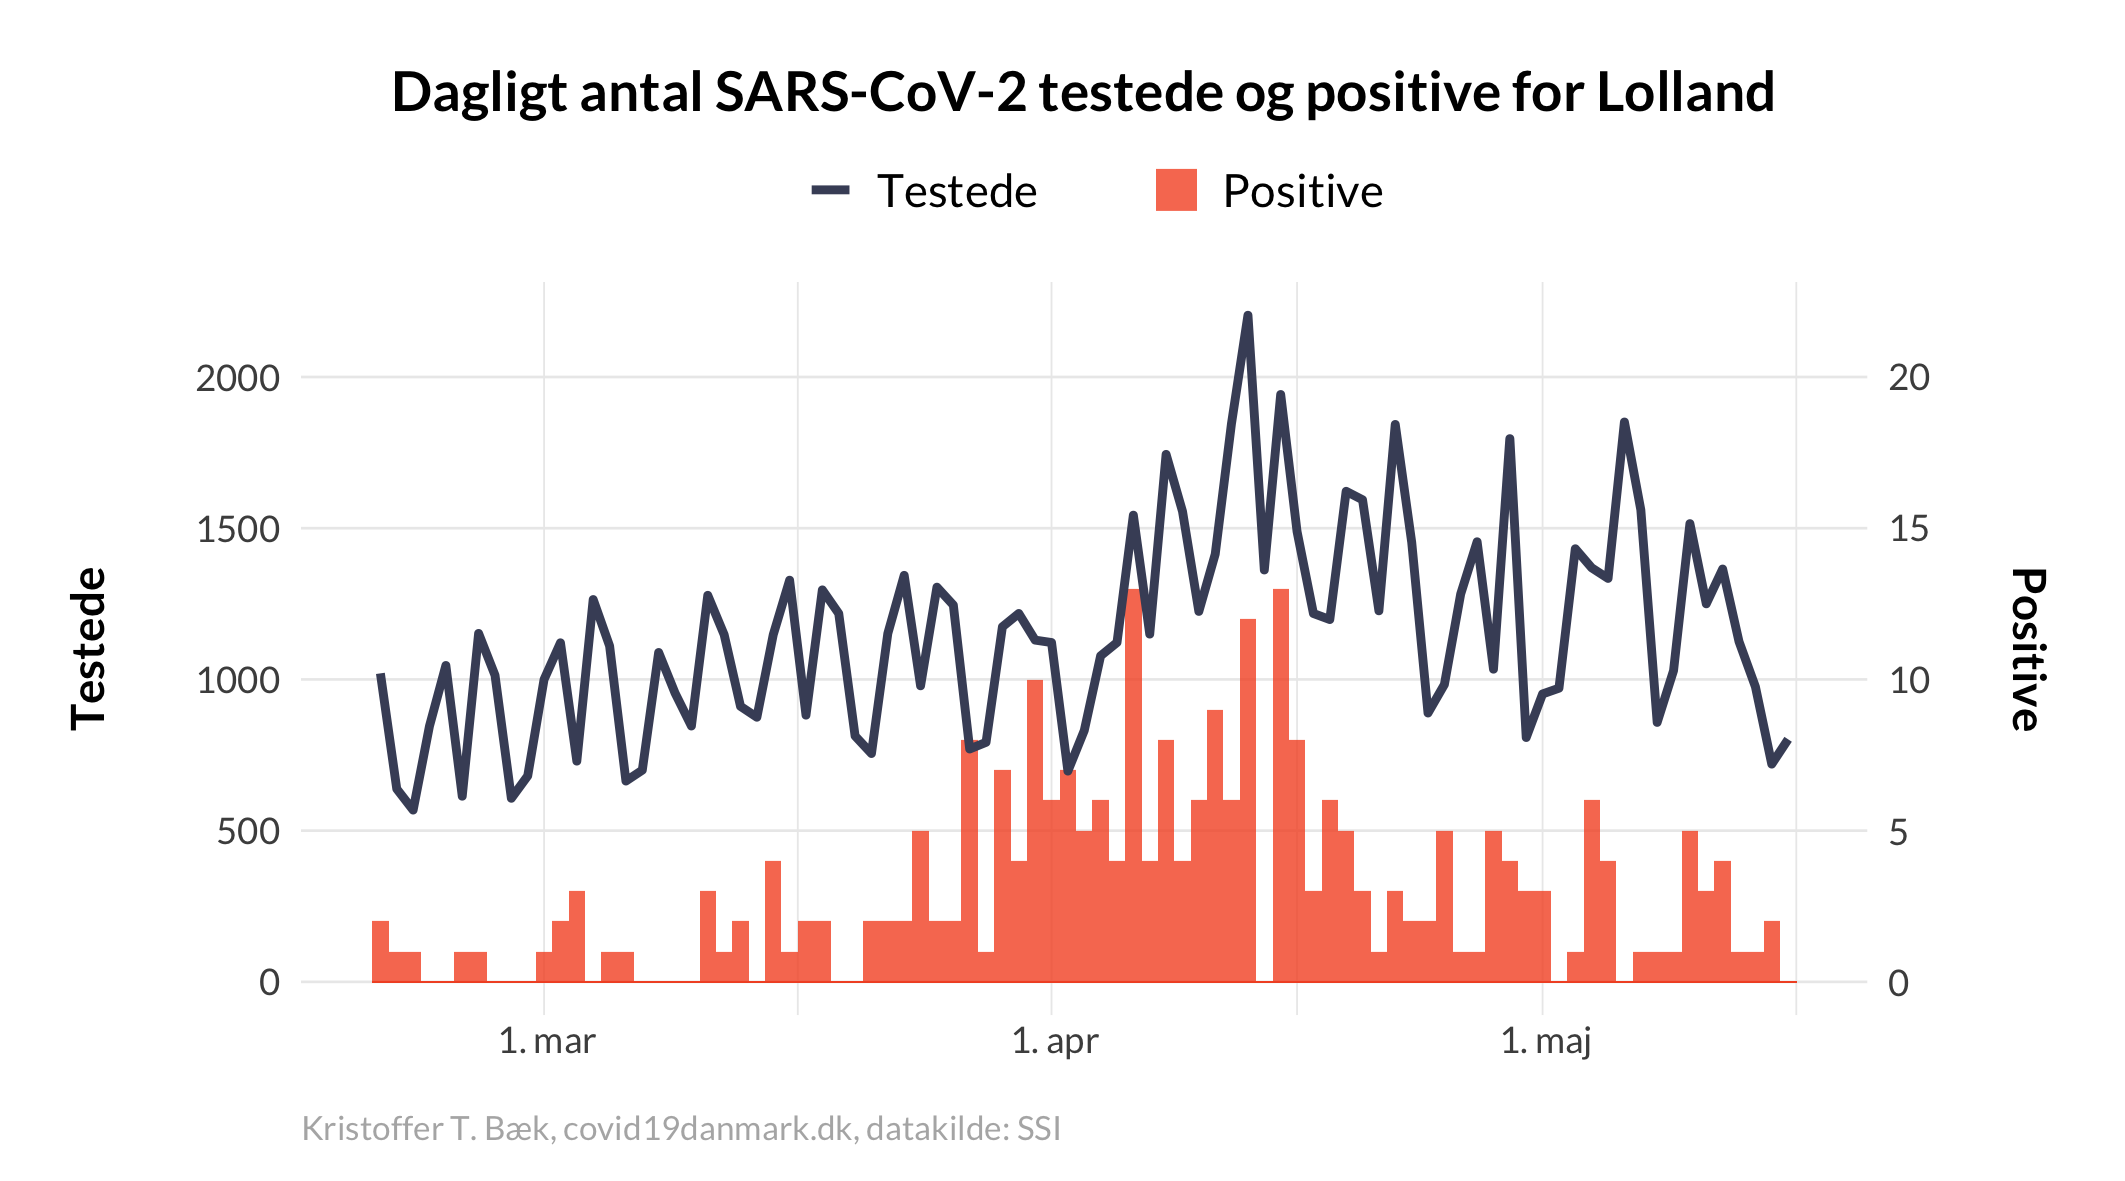 Dagligt antal SARS-CoV-2 testede og positive for Lolland
Testede
Positive
2000
1500
1000
500
0
Testede
20
15
10
5
0
Positive
1. mar
1. apr
1. maj
Kristoffer T. Bæk, covid19danmark.dk, datakilde: SSI